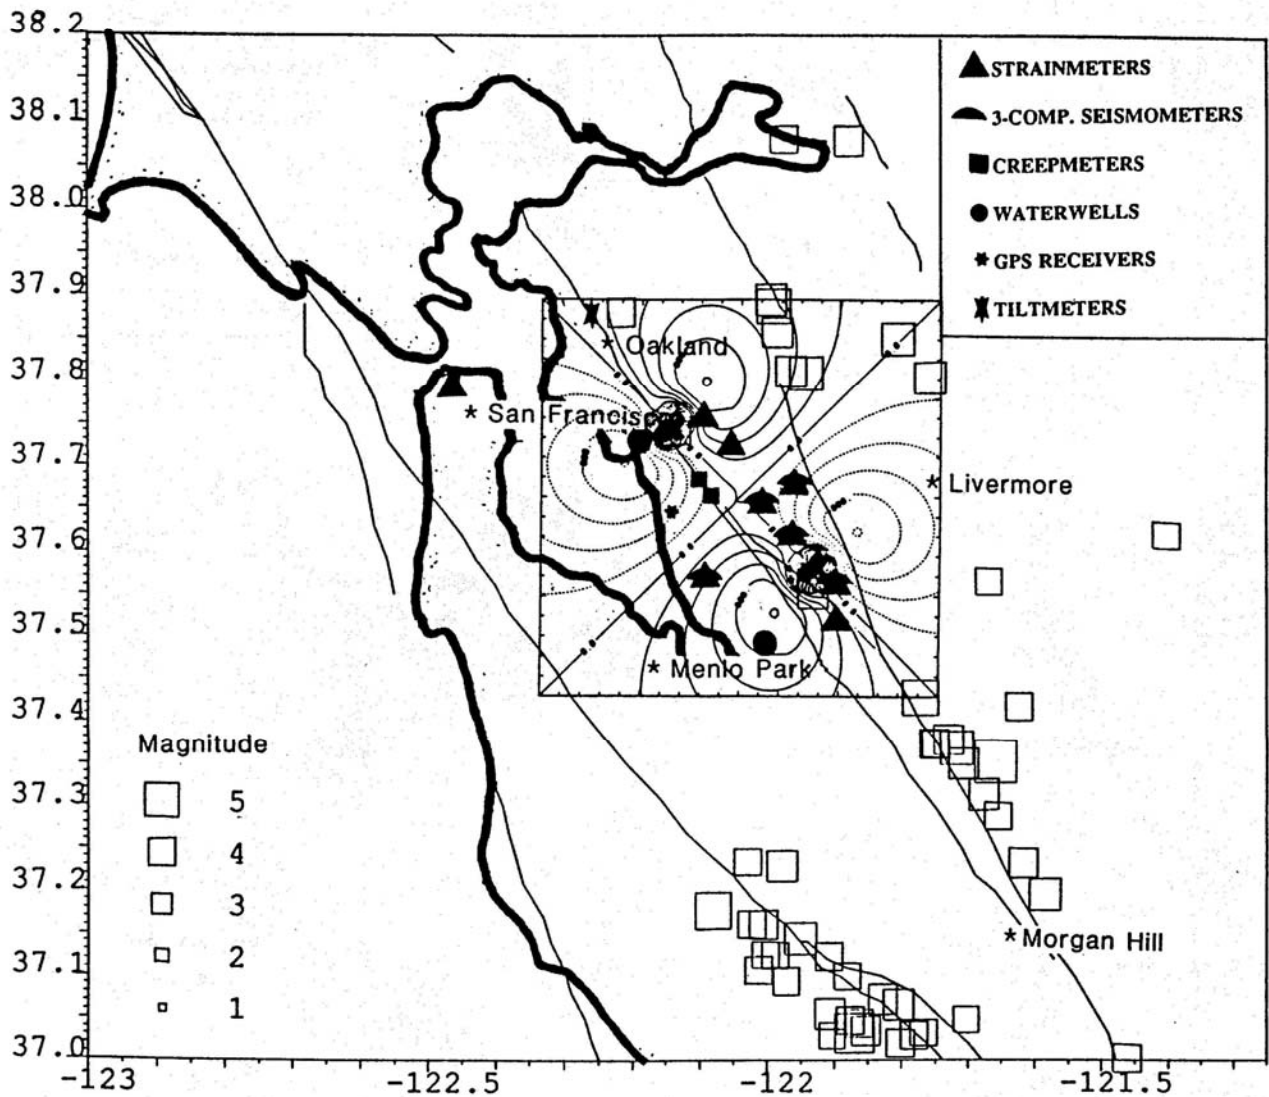 38.2
38.1
38.0
37.9
37.8
37.7
37.6
37.5
37.4
37.3
37.2
37.1
37.0
-123
-122.5
-122
-121.5
STRAINMETERS
3-COMP. SEISMOMETERS
CREEPMETERS
WATERWELLS
* GPS RECEIVERS
TILTMETERS
* Oakland
* San Francisco
* Livermore
* Menlo Park
* Morgan Hill
Magnitude
5
4
3
2
1